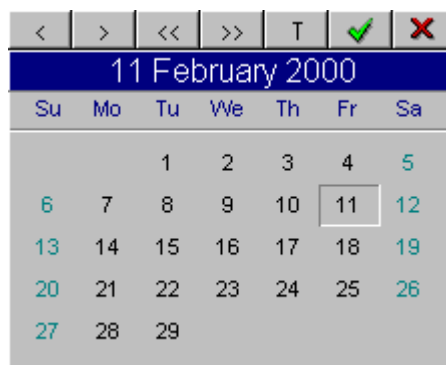 < > << >> T
11 February 2000
Su Mo Tu We Th Fr Sa
1 2 3 4 5
6 7 8 9 10 11 12
13 14 15 16 17 18 19
20 21 22 23 24 25 26
27 28 29